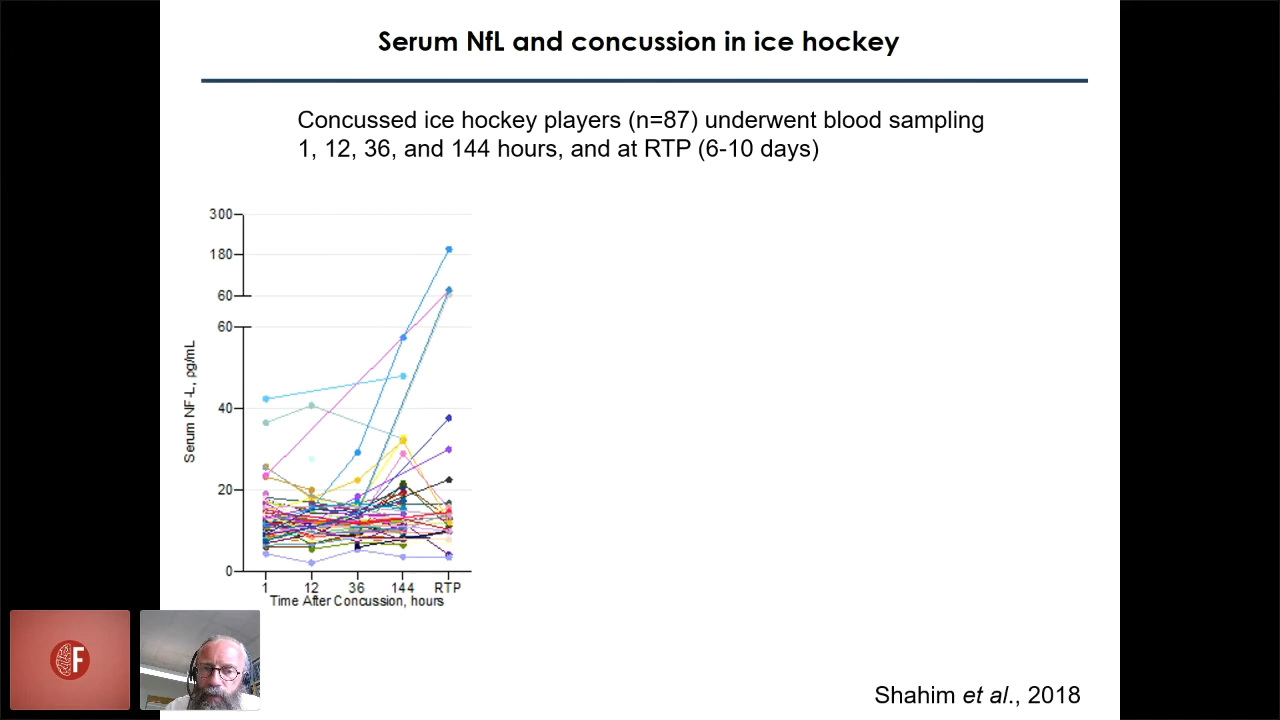 Serum NfL and concussion in ice hockey
Concussed ice hockey players (n=87) underwent blood sampling
1, 12, 36, and 144 hours, and at RTP (6-10 days)
300
180
60
60
40
20
0
Serum NF-L, pg/mL
1 12 36 144 RTP
Time After Concussion, hours
F
Shahim et al., 2018